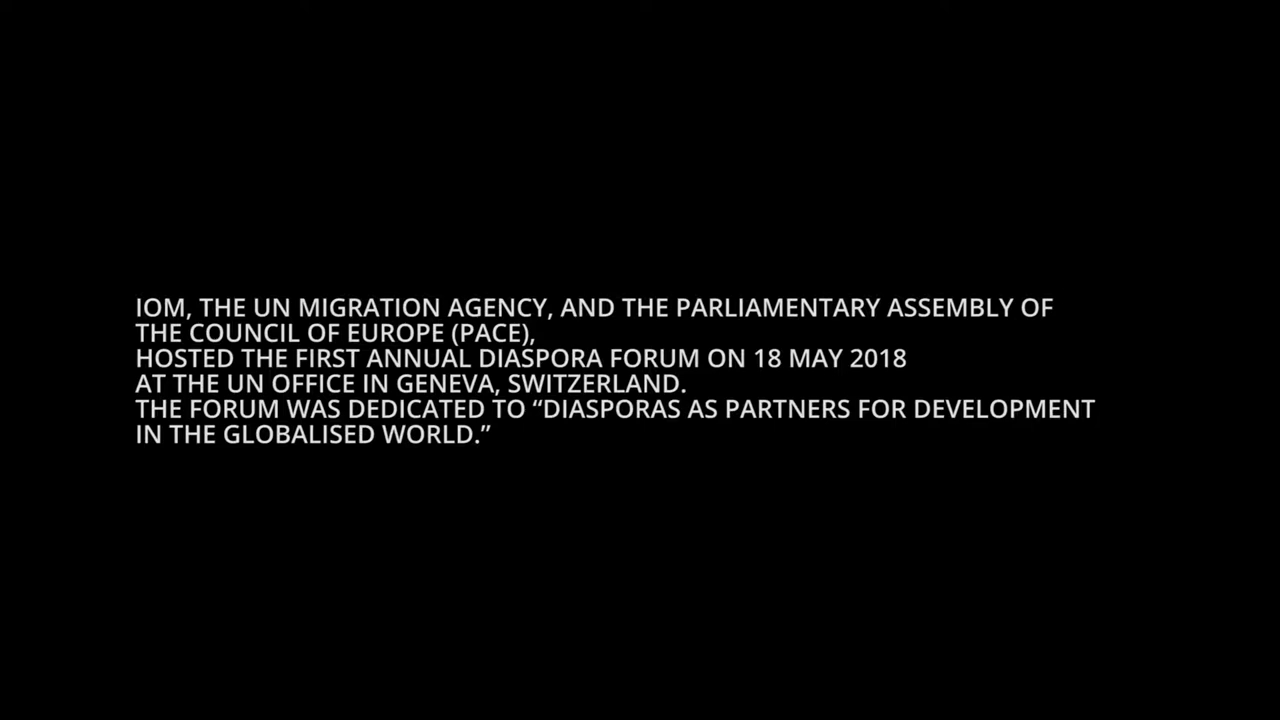 IOM, THE UN MIGRATION AGENCY, AND THE PARLIAMENTARY ASSEMBLY OF
THE COUNCIL OF EUROPE (PACE),
HOSTED THE FIRST ANNUAL DIASPORA FORUM ON 18 MAY 2018
AT THE UN OFFICE IN GENEVA, SWITZERLAND.
THE FORUM WAS DEDICATED TO “DIASPORAS AS PARTNERS FOR DEVELOPMENT
IN THE GLOBALISED WORLD.”